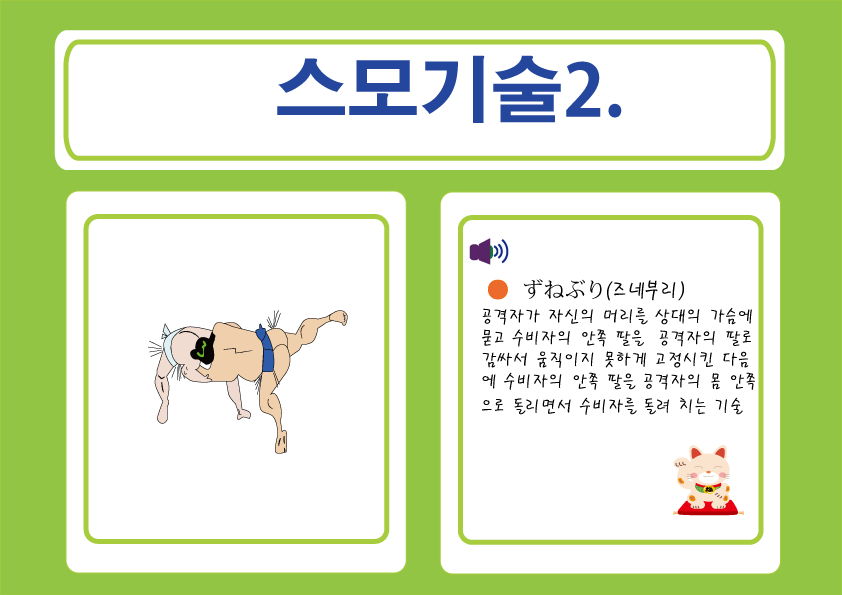 스모기술2.
ずねぶり(즈네부리)
공격자가 자신의 머리를 상대의 가슴에
묻고 수비자의 안쪽 팔을 공격자의 팔로
감싸서 움직이지 못하게 고정시킨 다음
에 수비자의 안쪽 팔을 공격자의 몸 안쪽
으로 돌리면서 수비자를 돌려 치는 기술